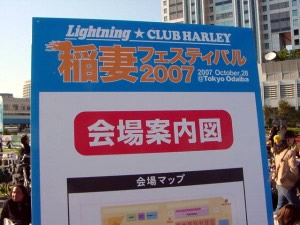 Lightning ★ CLUB HARLEY
稲妻フェスティバル
2007
2007 October,28
@Tokyo Odaiba
会場案内図
会場マップ